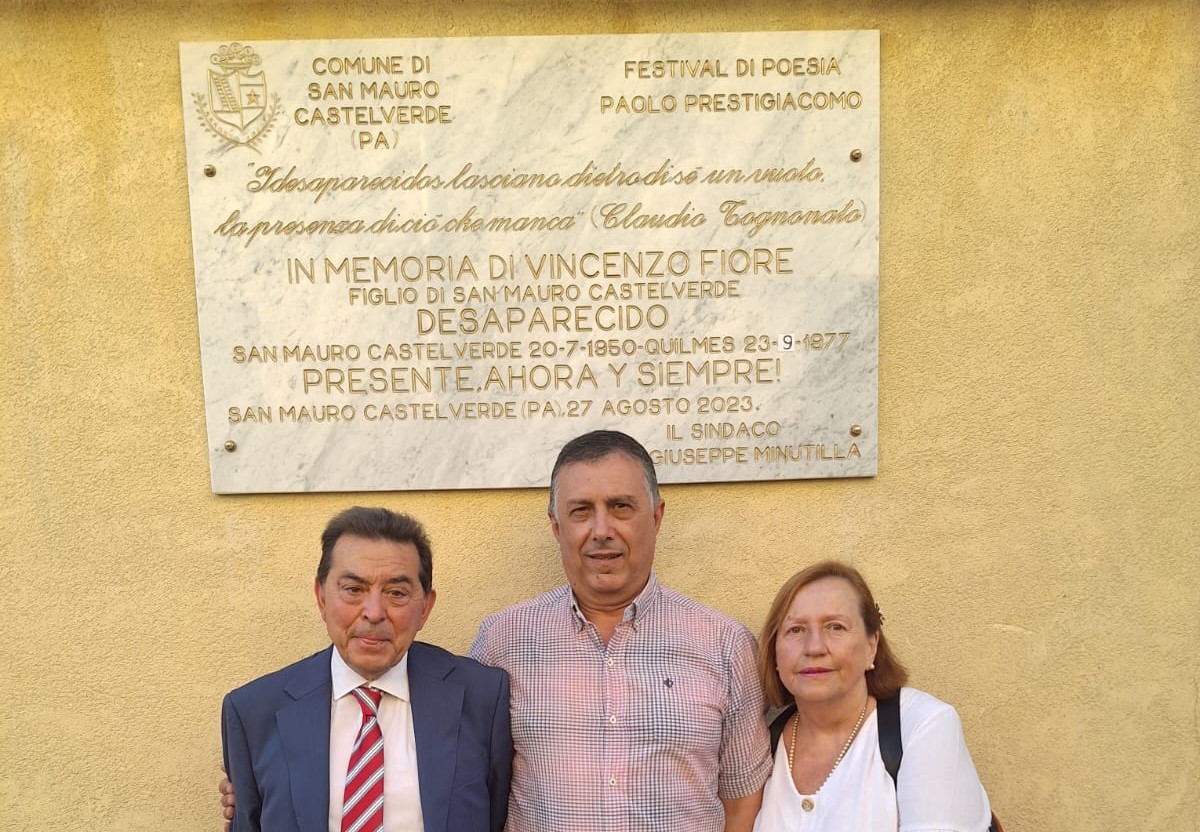 COMUNE DI
SAN MAURO
CASTELVERDE
(PA)
FESTIVAL DI POESIA
PAOLO PRESTIGIACOMO
"I desaparecidos lasciano dietro di sé un vuoto,
la presenza di ciò che manca" (Claudio Tognonato)
IN MEMORIA DI VINCENZO FIORE
FIGLIO DI SAN MAURO CASTELVERDE
DESAPARECIDO
SAN MAURO CASTELVERDE 20-7-1950-QUILMES 23-9-1977
PRESENTE, AHORA Y SIEMPRE!
SAN MAURO CASTELVERDE (PA), 27 AGOSTO 2023.
IL SINDACO
GIUSEPPE MINUTILLA